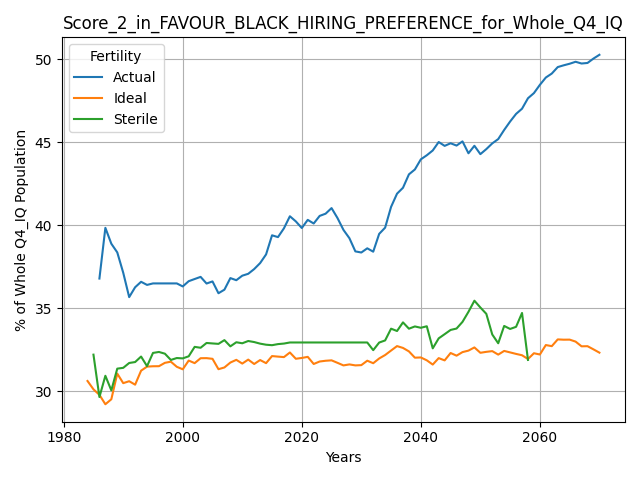 Score_2_in_FAVOUR_BLACK_HIRING_PREFERENCE_for_Whole_Q4_IQ
Fertility
Actual
Ideal
Sterile
% of Whole Q4_IQ Population
50
45
40
35
30
1980
2000
2020
2040
2060
Years